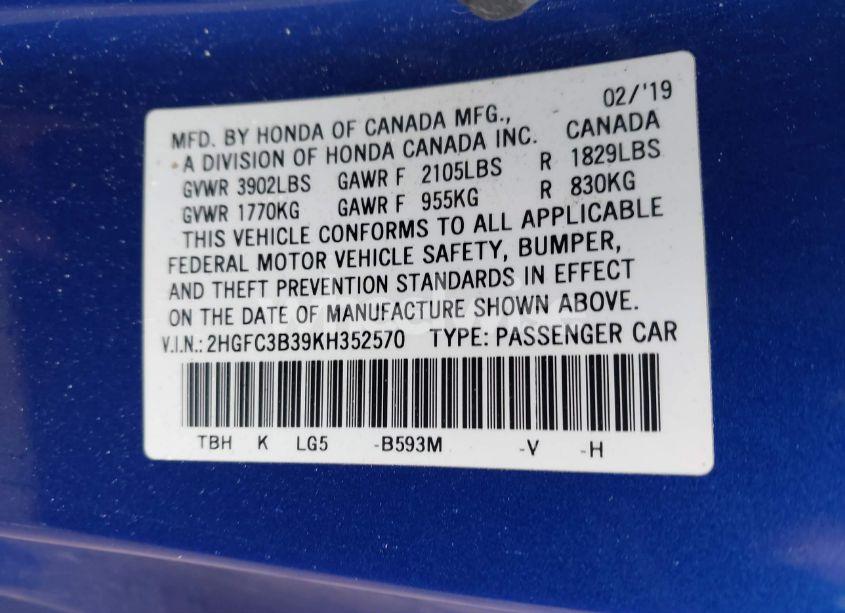 02/'19
MFD. BY HONDA OF CANADA MFG., CANADA
A DIVISION OF HONDA CANADA INC.
GVWR 3902LBS GAWR F 2105LBS R 1829LBS
GVWR 1770KG GAWR F 955KG R 830KG
THIS VEHICLE CONFORMS TO ALL APPLICABLE
FEDERAL MOTOR VEHICLE SAFETY, BUMPER,
AND THEFT PREVENTION STANDARDS IN EFFECT
ON THE DATE OF MANUFACTURE SHOWN ABOVE.
V.I.N.: 2HGFC3B39KH352570 TYPE: PASSENGER CAR
TBH K LG5 -B593M -V -H